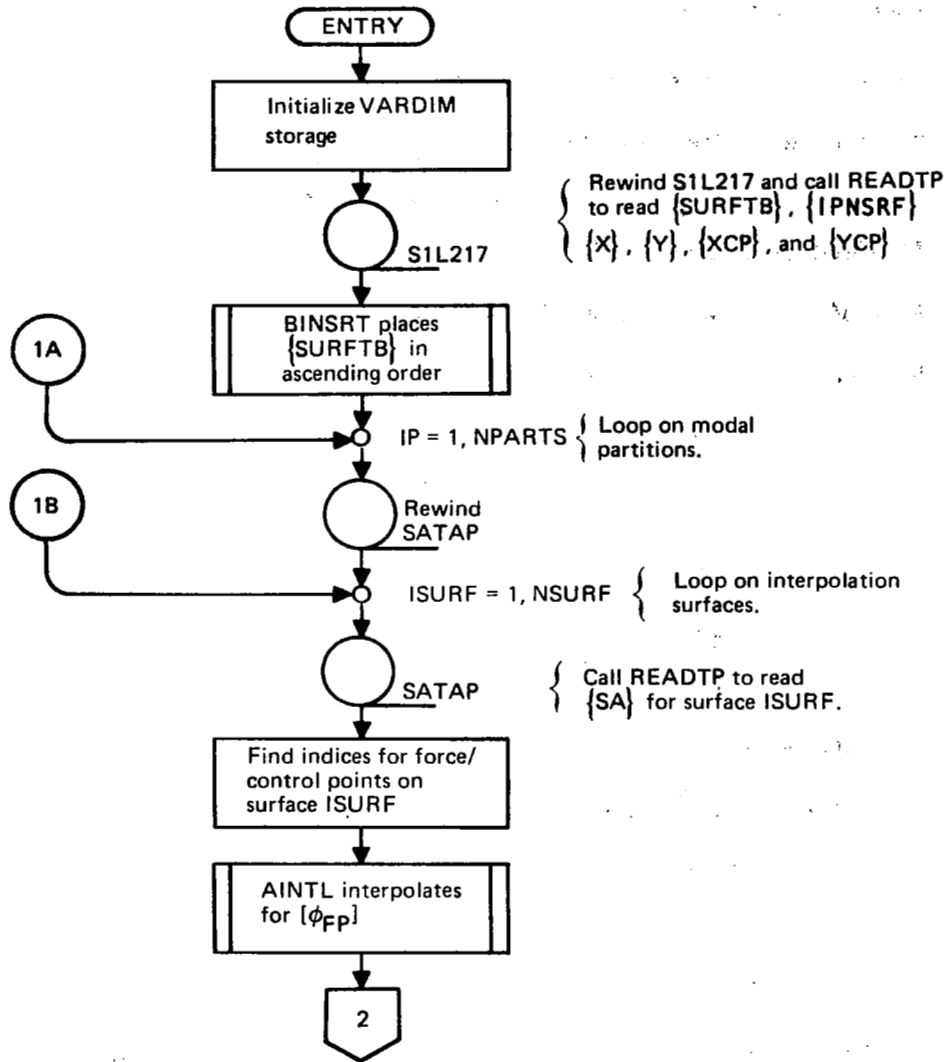 ENTRY
Initialize VARDIM
storage
S1L217
Rewind S1L217 and call READTP
to read {SURFTB}, {IPNSRF}
{X}, {Y}, {XCP}, and {YCP}
BINSRT places
{SURFTB} in
ascending order
1A
IP = 1, NPARTS { Loop on modal
partitions.
1B
Rewind
SATAP
ISURF = 1, NSURF { Loop on interpolation
surfaces.
SATAP
{ Call READTP to read
{SA} for surface ISURF.
Find indices for force/
control points on
surface ISURF
AINTL interpolates
for [ϕFP]
2